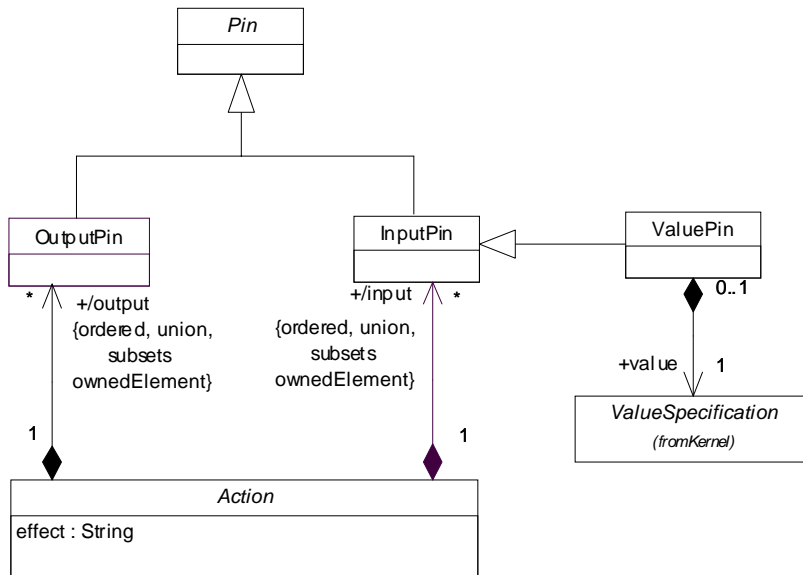 Pin
OutputPin
InputPin
ValuePin
*
+/output
{ordered, union,
subsets
ownedElement}
1
+/input
*
{ordered, union,
subsets
ownedElement}
1
0..1
+value
1
ValueSpecification
(fromKernel)
Action
effect : String